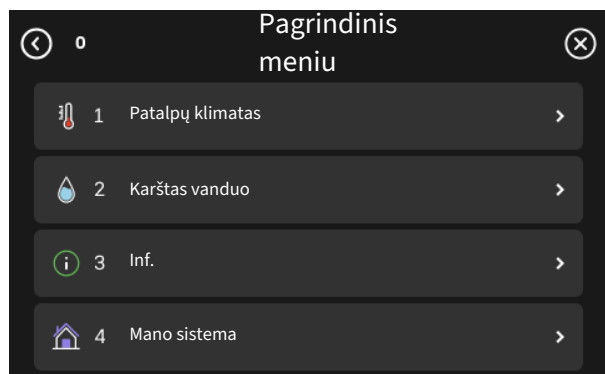 0 Pagrindinis
meniu
1 Patalpų klimatas
2 Karštas vanduo
3 Inf.
4 Mano sistema